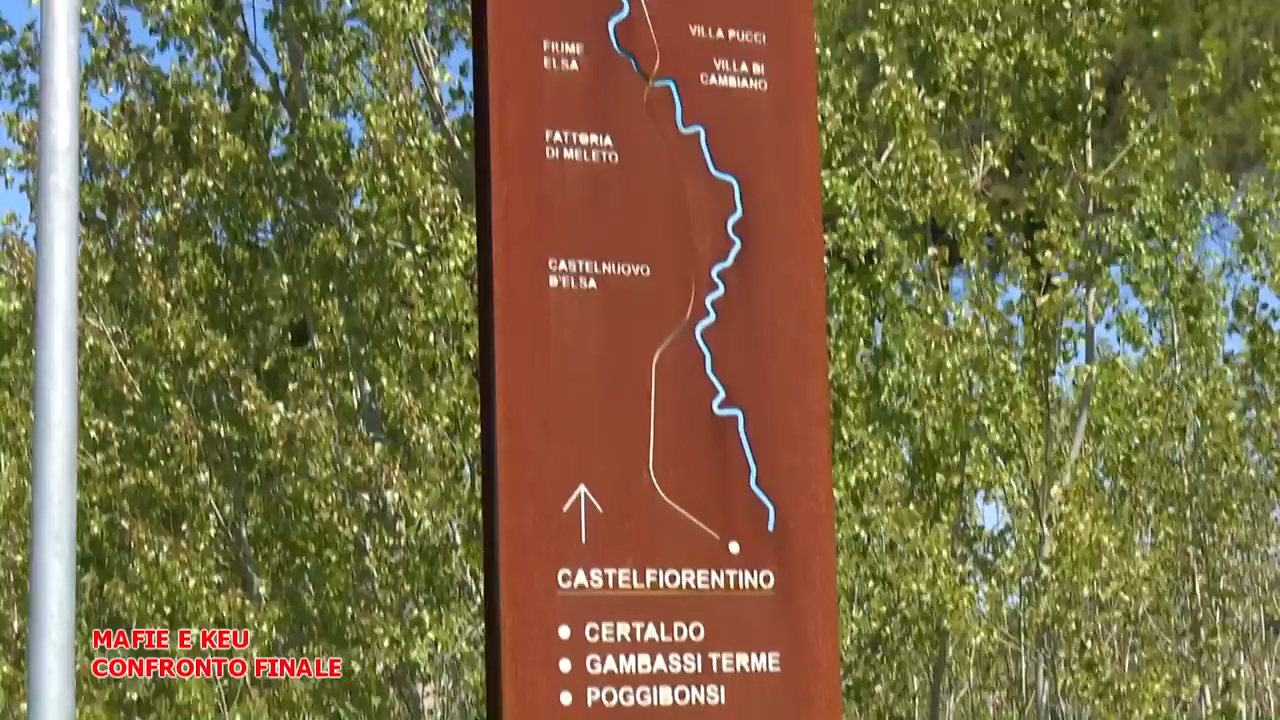 FIUME
ELSA
VILLA PUCCI
VILLA DI
CAMBIANO
FATTORIA
DI MELETO
CASTELNUOVO
D'ELSA
CASTELFIORENTINO
CERTALDO
GAMBASSI TERME
POGGIBONSI
MAFIE E KEU
CONFRONTO FINALE